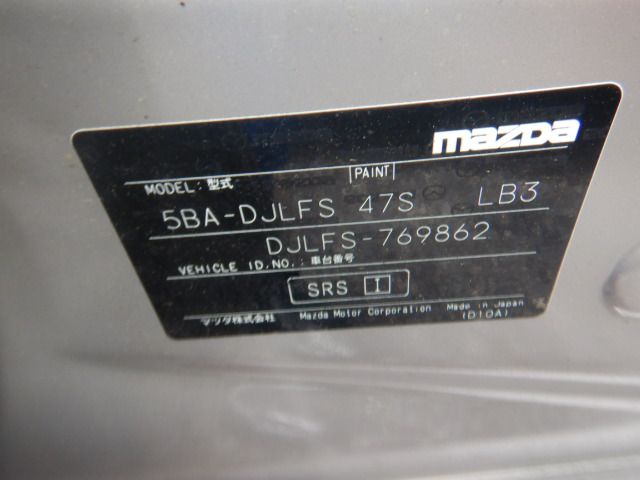 mazda
MODEL: 型式 PAINT
5BA-DJLFS 47S LB3
DJLFS-769862
VEHICLE ID.NO.: 車台番号
SRS I
マツダ株式会社 Mazda Motor Corporation Made in Japan
(D10A)